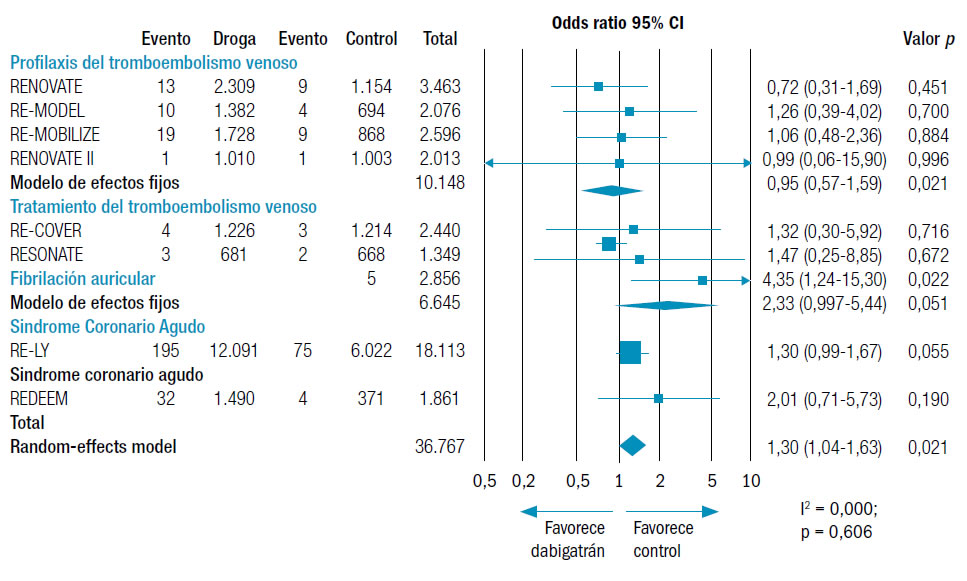 Odds ratio 95% CI
Evento Droga Evento Control Total Valor p
Profilaxis del tromboembolismo venoso
RENOVATE 13 2.309 9 1.154 3.463 0,72 (0,31-1,69) 0,451
RE-MODEL 10 1.382 4 694 2.076 1,26 (0,39-4,02) 0,700
RE-MOBILIZE 19 1.728 9 868 2.596 1,06 (0,48-2,36) 0,884
RENOVATE II 1 1.010 1 1.003 2.013 0,99 (0,06-15,90) 0,996
Modelo de efectos fijos 10.148 0,95 (0,57-1,59) 0,021
Tratamiento del tromboembolismo venoso
RE-COVER 4 1.226 3 1.214 2.440 1,32 (0,30-5,92) 0,716
RESONATE 3 681 2 668 1.349 1,47 (0,25-8,85) 0,672
Fibrilación auricular 5 2.856 4,35 (1,24-15,30) 0,022
Modelo de efectos fijos 6.645 2,33 (0,997-5,44) 0,051
Sindrome Coronario Agudo
RE-LY 195 12.091 75 6.022 18.113 1,30 (0,99-1,67) 0,055
Sindrome coronario agudo
REDEEM 32 1.490 4 371 1.861 2,01 (0,71-5,73) 0,190
Total
Random-effects model 36.767 1,30 (1,04-1,63) 0,021
0,5 0,2 0,5 1 2 5 10
I2 = 0,000;
p = 0,606
Favorece
dabigatrán
Favorece
control